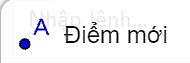 Nhập lệnh...
A Điểm mới